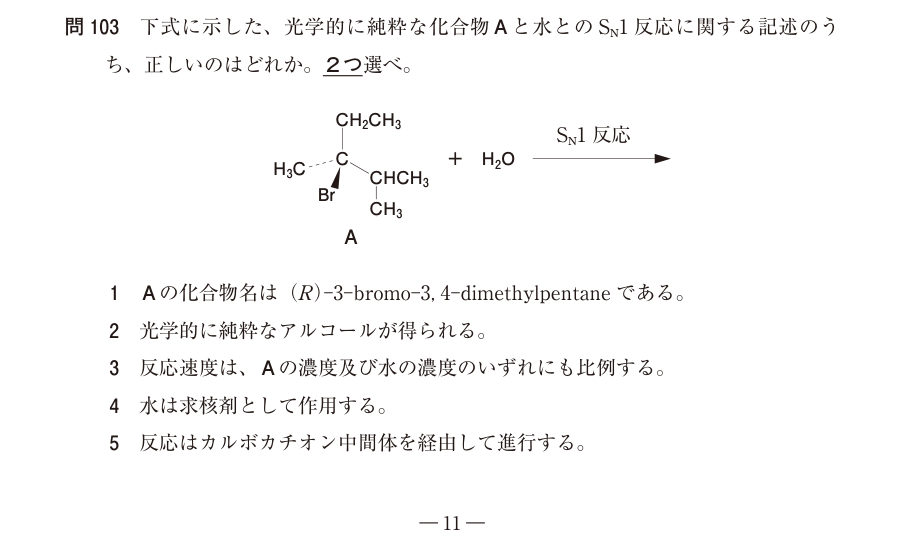 問 103 下式に示した、光学的に純粋な化合物 A と水との SN1 反応に関する記述のう
ち、正しいのはどれか。2つ選べ。
CH2CH3
H3C
C
Br
CHCH3
CH3
+
H2O
SN1 反応
A
1 A の化合物名は (R)-3-bromo-3, 4-dimethylpentane である。
2 光学的に純粋なアルコールが得られる。
3 反応速度は、A の濃度及び水の濃度のいずれにも比例する。
4 水は求核剤として作用する。
5 反応はカルボカチオン中間体を経由して進行する。
— 11 —